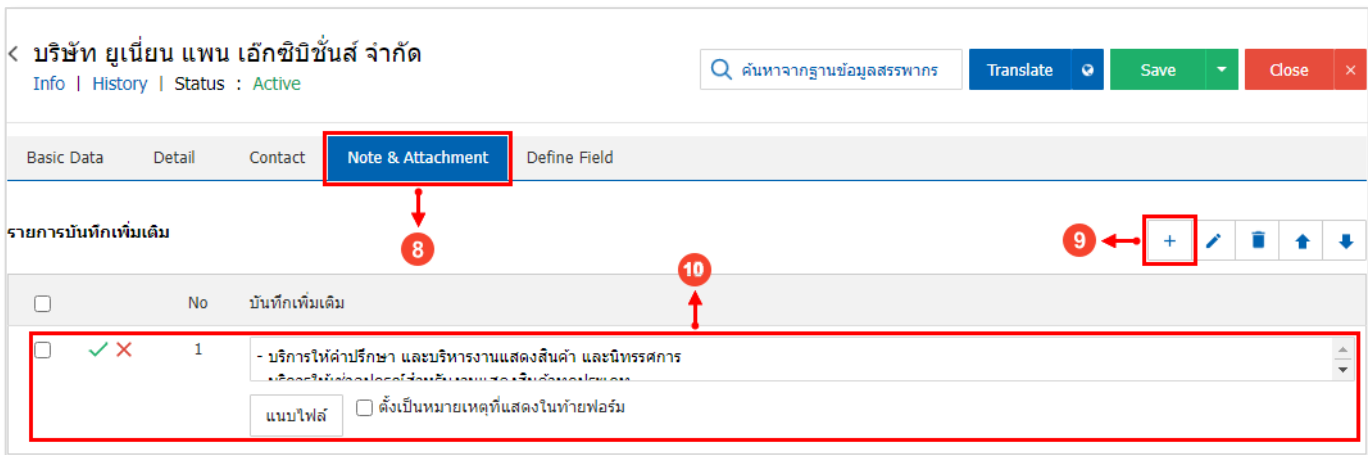 < บริษัท ยูเนี่ยน แพน เอ็กซิบิชั่นส์ จำกัด
Info | History | Status : Active
ค้นหาจากฐานข้อมูลสรรพากร
Translate
Save
Close ×
Basic Data Detail Contact Note & Attachment Define Field
รายการบันทึกเพิ่มเติม
8
9
+
10
No บันทึกเพิ่มเติม
1
- บริการให้คำปรึกษา และบริหารงานแสดงสินค้า และนิทรรศการ
แนบไฟล์ ตั้งเป็นหมายเหตุที่แสดงในท้ายฟอร์ม